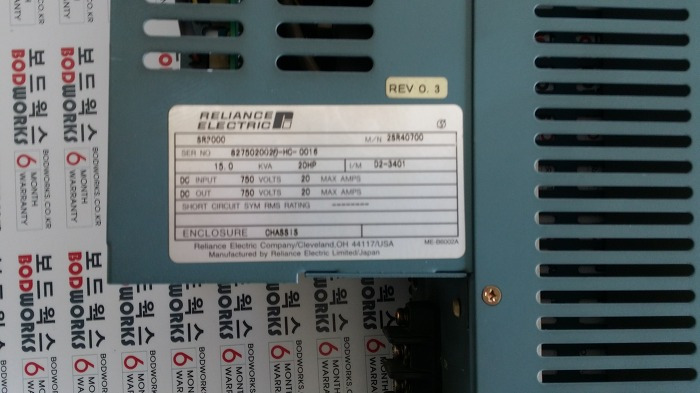 REV 0. 3
RELIANCE
ELECTRIC
SR3000 M/N 2SR40700
SER NO
15. 0 KVA 20HP I/M D2-3401
DC INPUT 750 VOLTS 20 MAX AMPS
DC OUT 750 VOLTS 20 MAX AMPS
SHORT CIRCUIT SYM RMS RATING --------
ENCLOSURE CHASSIS
Reliance Electric Company/Cleveland,OH 44117/USA ME-B6002A
Manufactured by Reliance Electric Limited/Japan
보드웍스
BODWORKS
6 MONTH
WARRANTY
BODWORKS.CO.KR